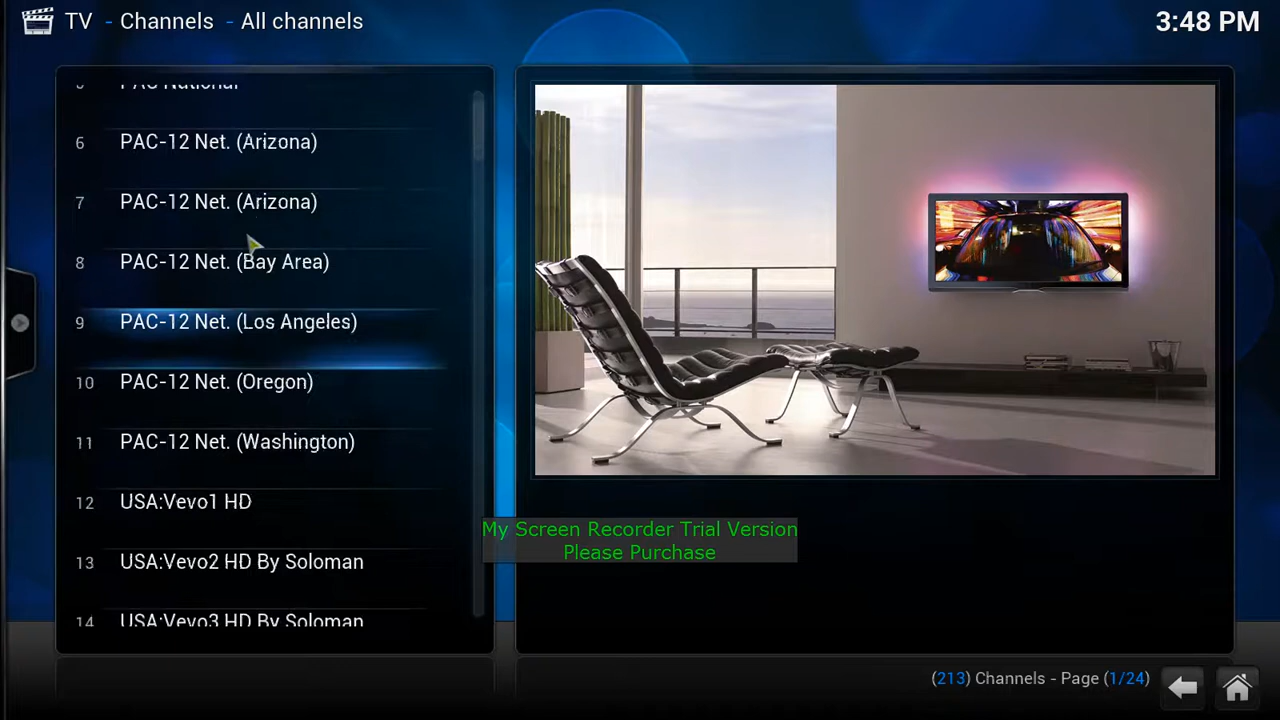 TV - Channels - All channels
3:48 PM
5 PAC National
6 PAC-12 Net. (Arizona)
7 PAC-12 Net. (Arizona)
8 PAC-12 Net. (Bay Area)
9 PAC-12 Net. (Los Angeles)
10 PAC-12 Net. (Oregon)
11 PAC-12 Net. (Washington)
12 USA:Vevo1 HD
13 USA:Vevo2 HD By Soloman
14 USA:Vevo3 HD By Soloman
My Screen Recorder Trial Version
Please Purchase
(213) Channels - Page (1/24)